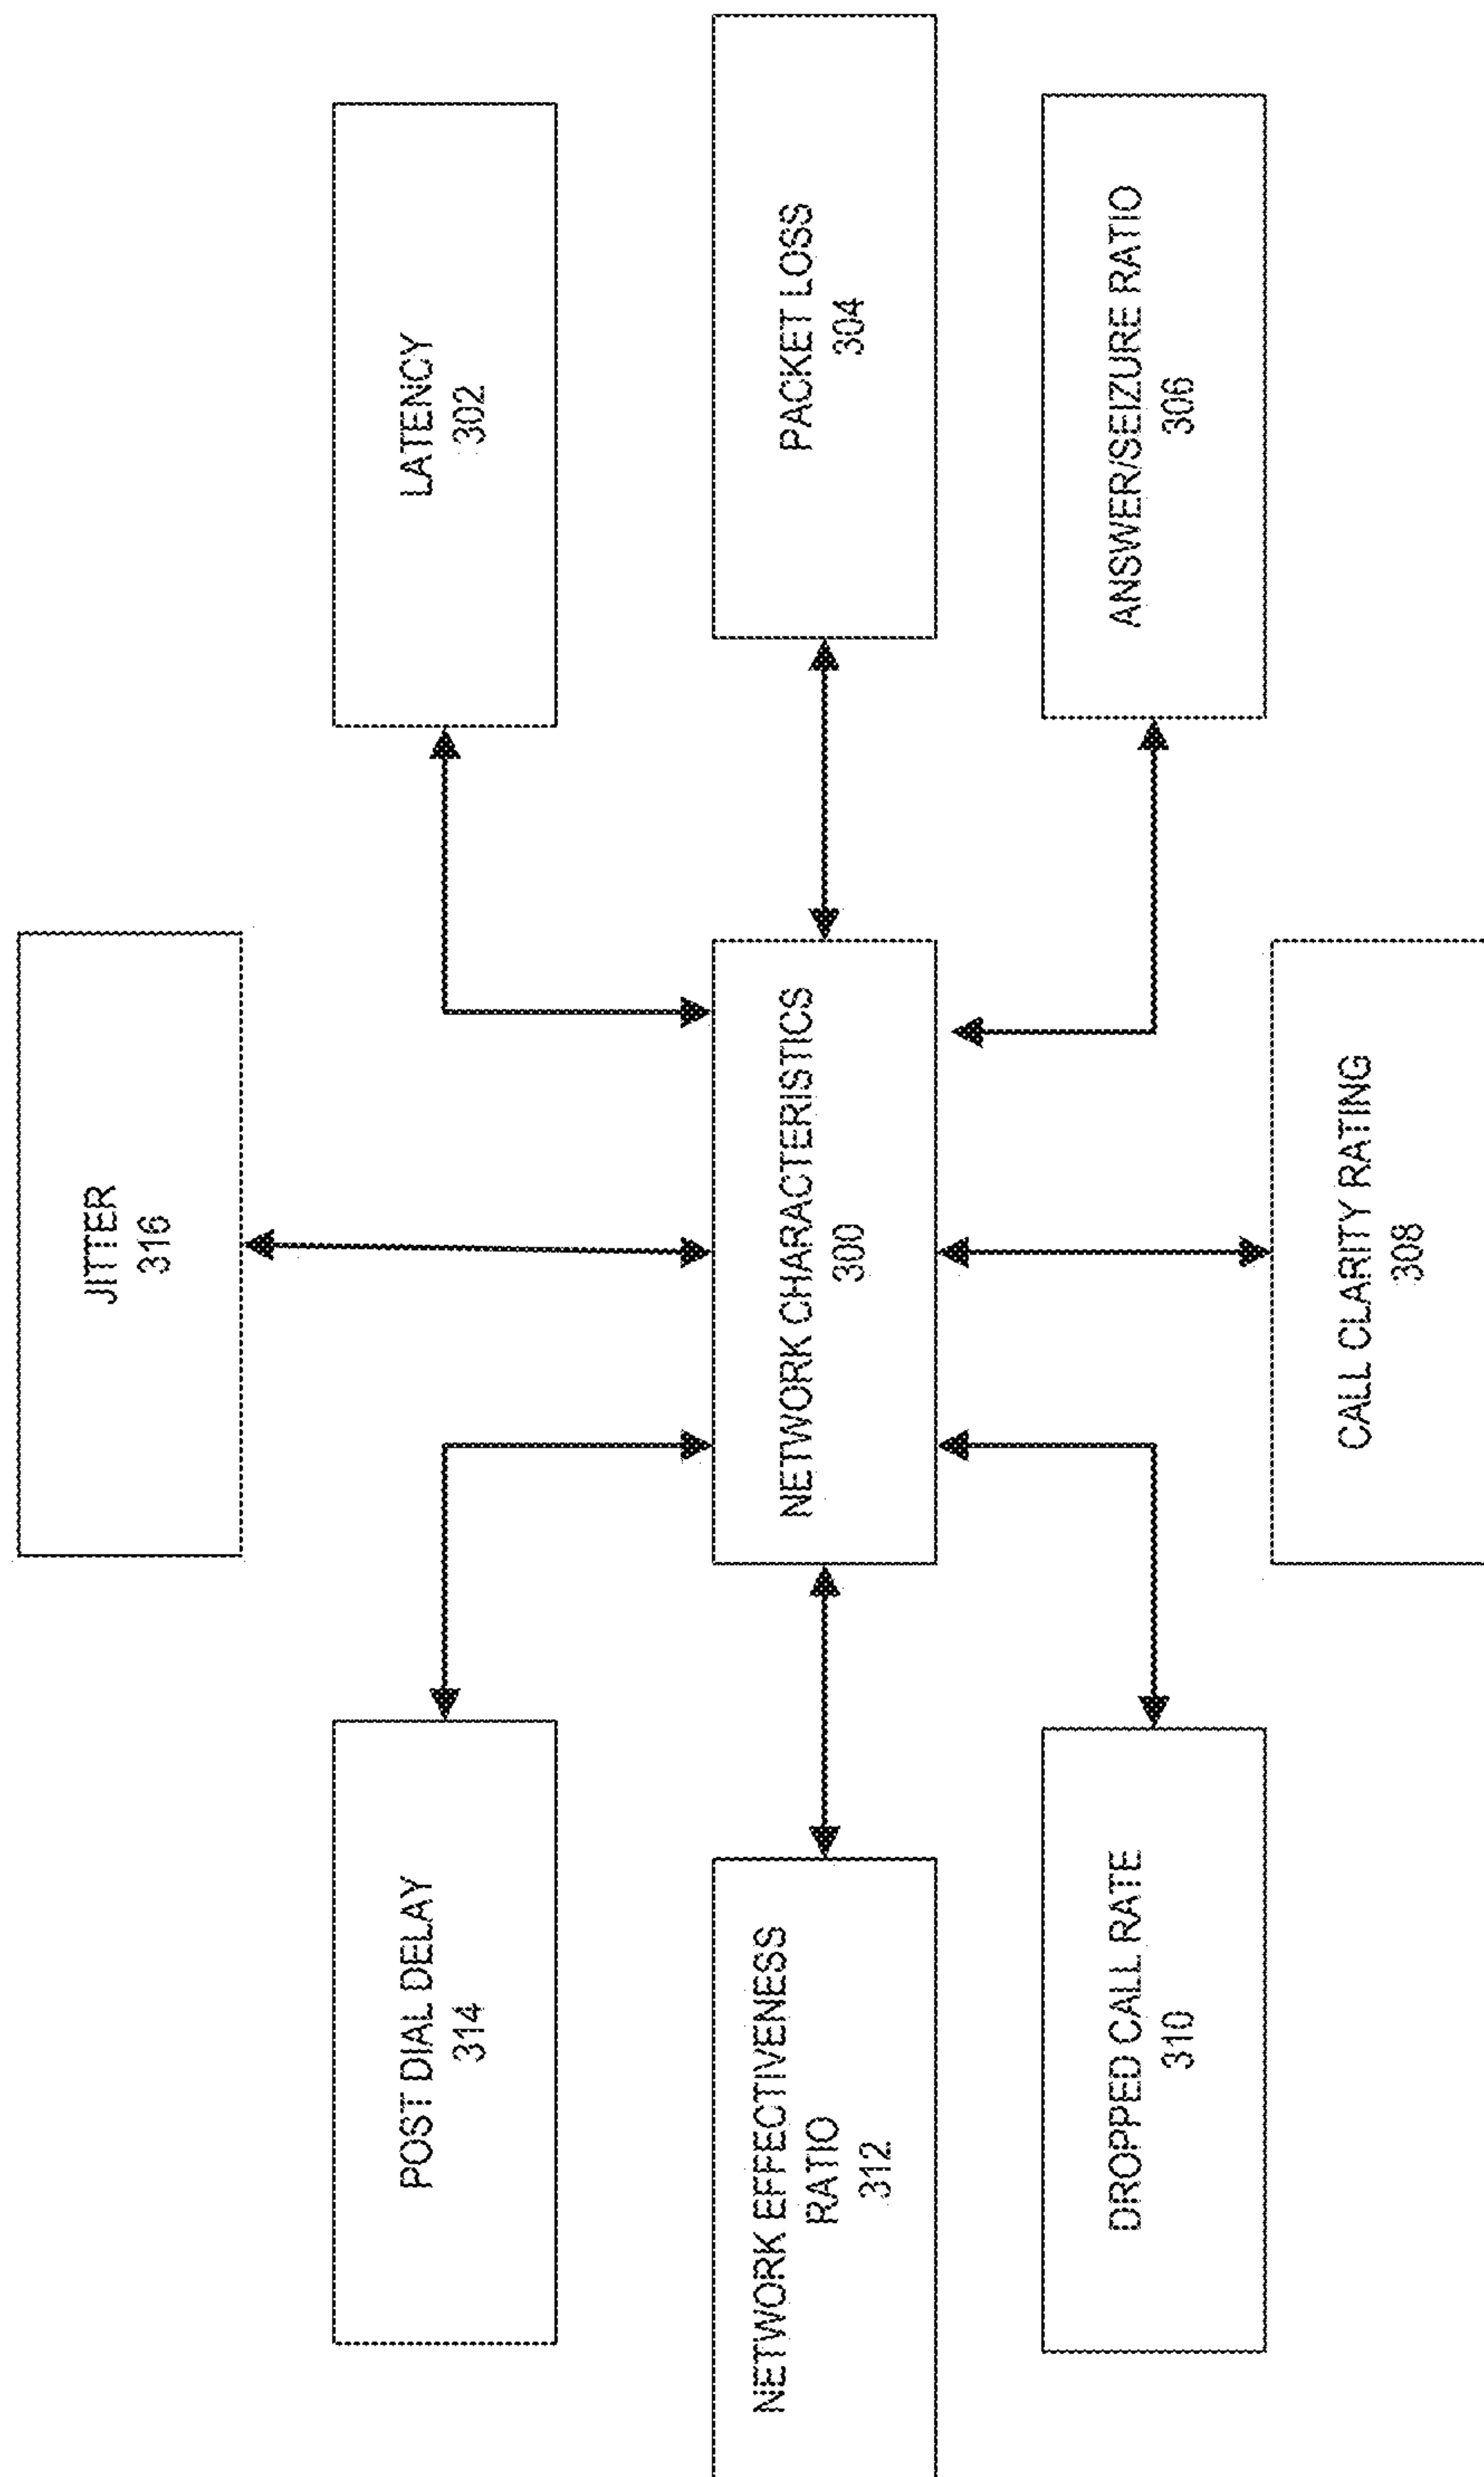 JITTER
316
POST DIAL DELAY
314
LATENCY
302
NETWORK EFFECTIVENESS
RATIO
312
NETWORK CHARACTERISTICS
300
PACKET LOSS
304
DROPPED CALL RATE
310
ANSWER/SEIZURE RATIO
306
CALL CLARITY RATING
308